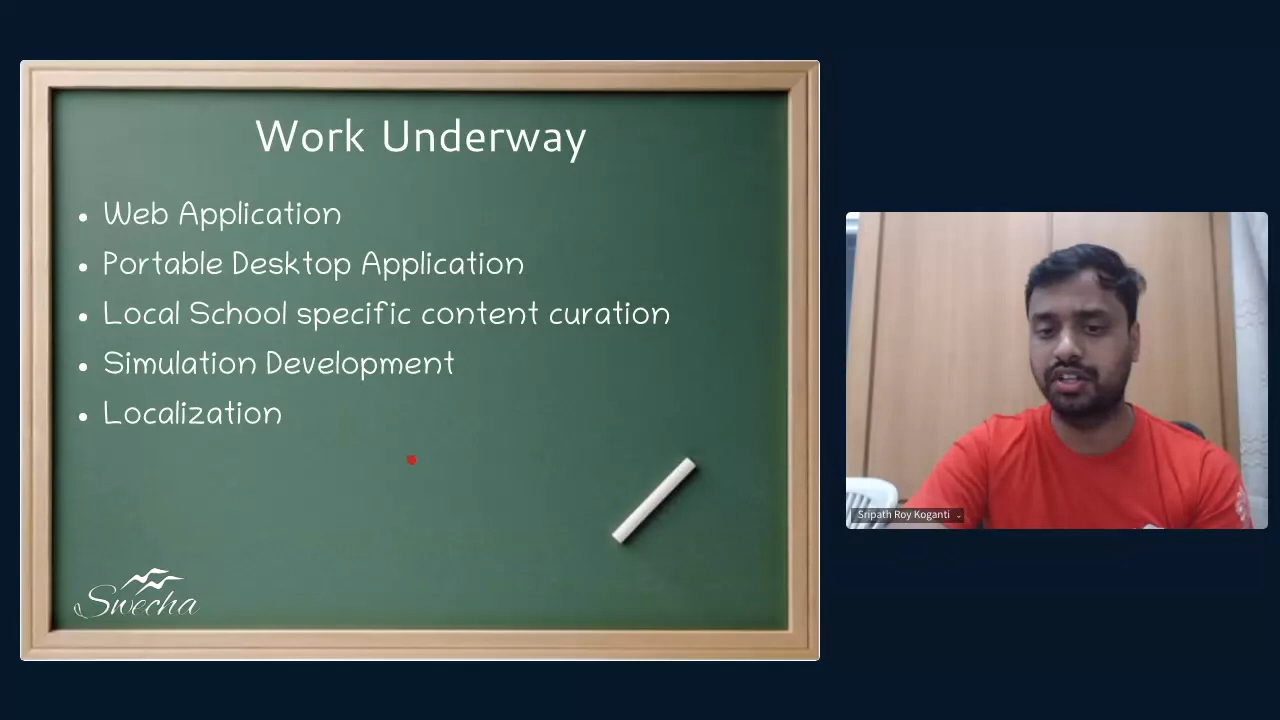 Work Underway
Web Application
Portable Desktop Application
Local School specific content curation
Simulation Development
Localization
Swecha
Sripath Roy Koganti